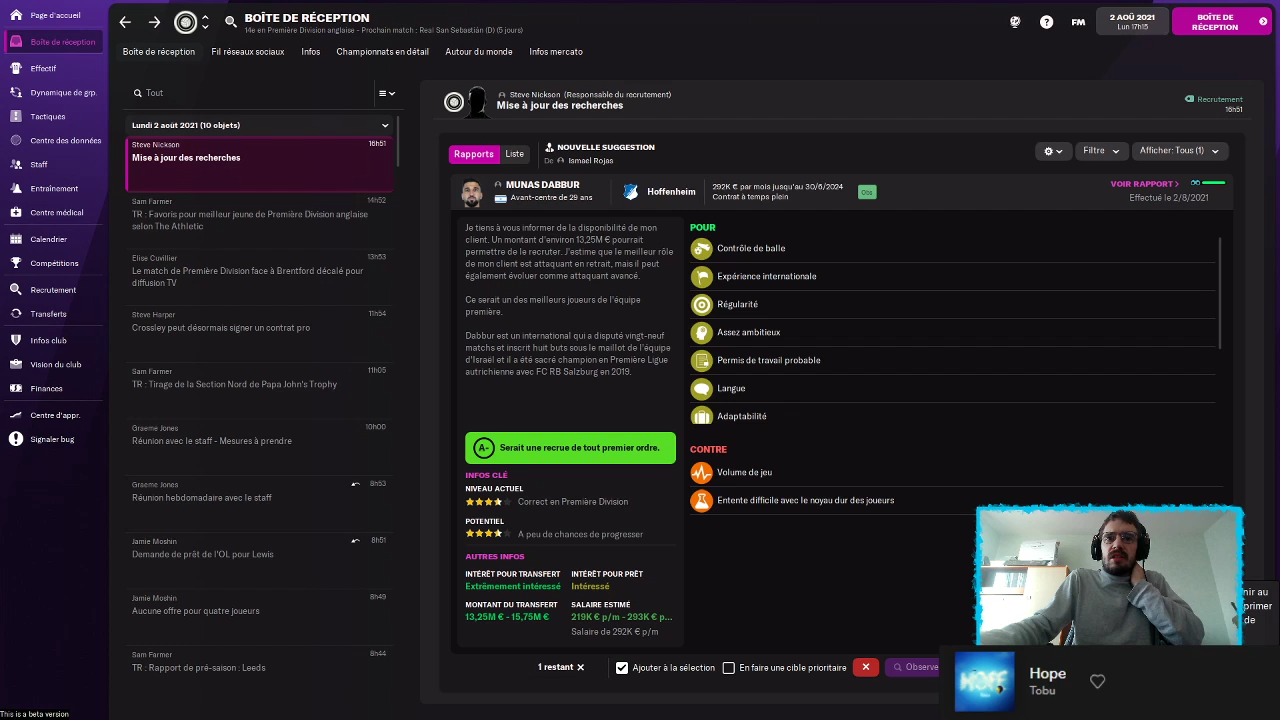 Page d'accueil
Boîte de réception
Effectif
Dynamique de grp.
Tactiques
Centre des données
Staff
Entraînement
Centre médical
Calendrier
Compétitions
Recrutement
Transferts
Infos club
Vision du club
Finances
Centre d'appr.
Signaler bug
This is a beta version
BOÎTE DE RÉCEPTION
14e en Première Division anglaise - Prochain match : Real San Sebastián (D) (5 jours)
FM
2 AOÛ 2021
Lun 17h15
BOÎTE DE
RÉCEPTION
Boîte de réception
Fil réseaux sociaux
Infos
Championnats en détail
Autour du monde
Infos mercato
Tout
Lundi 2 août 2021 (10 objets)
Steve Nickson 16h51
Mise à jour des recherches
Sam Farmer 14h52
TR : Favoris pour meilleur jeune de Première Division anglaise
selon The Athletic
Elise Cuvillier 13h53
Le match de Première Division face à Brentford décalé pour
diffusion TV
Steve Harper 11h54
Crossley peut désormais signer un contrat pro
Sam Farmer 11h05
TR : Tirage de la Section Nord de Papa John's Trophy
Graeme Jones 10h00
Réunion avec le staff - Mesures à prendre
Graeme Jones 8h53
Réunion hebdomadaire avec le staff
Jamie Moshin 8h51
Demande de prêt de l'OL pour Lewis
Jamie Moshin 8h49
Aucune offre pour quatre joueurs
Sam Farmer 8h44
TR : Rapport de pré-saison : Leeds
Steve Nickson (Responsable du recrutement)
Mise à jour des recherches
Recrutement
16h51
Rapports
Liste
NOUVELLE SUGGESTION
De Ismael Rojas
Filtre
Afficher: Tous (1)
MUNAS DABBUR
Avant-centre de 29 ans
Hoffenheim
292K € par mois jusqu'au 30/6/2024
Contrat à temps plein
Obs
VOIR RAPPORT >
Effectué le 2/8/2021
Je tiens à vous informer de la disponibilité de mon
client. Un montant d'environ 13,25M € pourrait
permettre de le recruter. J'estime que le meilleur rôle
de mon client est attaquant en retrait, mais il peut
également évoluer comme attaquant avancé.
Ce serait un des meilleurs joueurs de l'équipe
première.
Dabbur est un international qui a disputé vingt-neuf
matchs et inscrit huit buts sous le maillot de l'équipe
d'Israël et il a été sacré champion en Première Ligue
autrichienne avec FC RB Salzburg en 2019.
A- Serait une recrue de tout premier ordre.
INFOS CLÉ
NIVEAU ACTUEL
Correct en Première Division
POTENTIEL
A peu de chances de progresser
AUTRES INFOS
INTÉRÊT POUR TRANSFERT INTÉRÊT POUR PRÊT
Extrêmement intéressé Intéressé
MONTANT DU TRANSFERT SALAIRE ESTIMÉ
13,25M € - 15,75M € 219K € p/m - 293K € p...
Salaire de 292K € p/m
POUR
Contrôle de balle
Expérience internationale
Régularité
Assez ambitieux
Permis de travail probable
Langue
Adaptabilité
CONTRE
Volume de jeu
Entente difficile avec le noyau dur des joueurs
1 restant
Ajouter à la sélection
En faire une cible prioritaire
Observe
nir au
primer
de
HOPE
Hope
Tobu